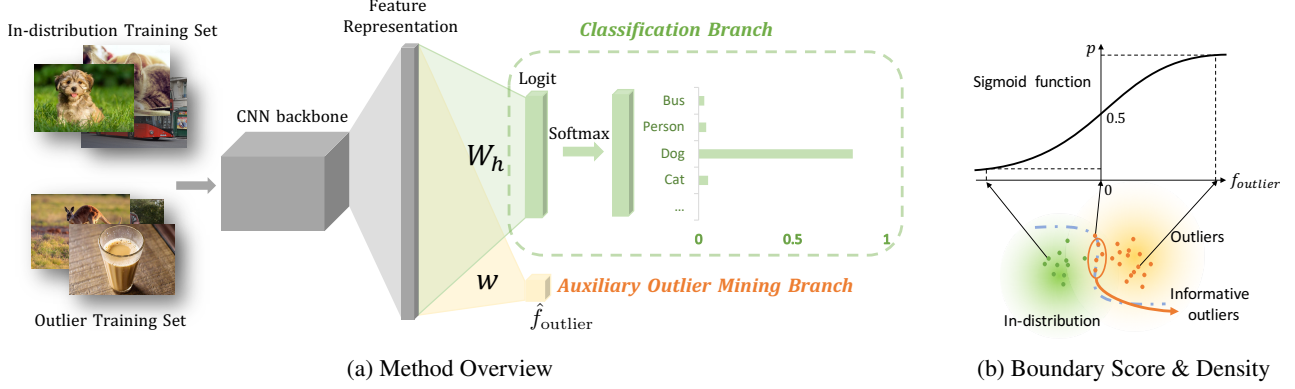 In-distribution Training Set
Outlier Training Set
CNN backbone
Feature
Representation
W_h
w
Classification Branch
Logit
Softmax
Bus
Person
Dog
Cat
...
0
0.5
1
Auxiliary Outlier Mining Branch
f̂_outlier
(a) Method Overview
p
Sigmoid function
0.5
0
f_outlier
Outliers
In-distribution
Informative
outliers
(b) Boundary Score & Density